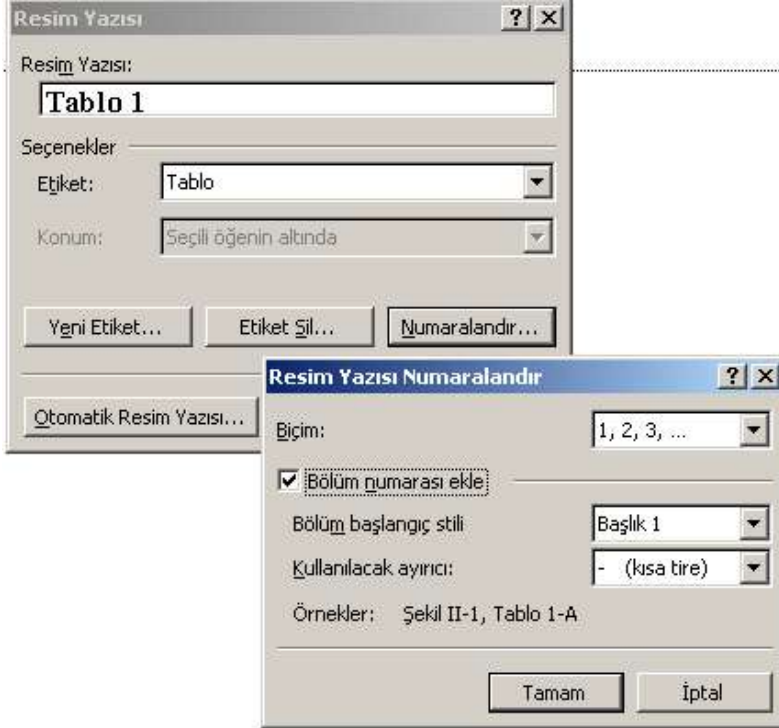 Resim Yazısı
Resim Yazısı:
Tablo 1
Seçenekler
Etiket: Tablo
Konum: Seçili öğenin altında
Yeni Etiket... Etiket Sil... Numaralandır...
Otomatik Resim Yazısı...
Resim Yazısı Numaralandır
Biçim: 1, 2, 3, ...
Bölüm numarası ekle
Bölüm başlangıç stili Başlık 1
Kullanılacak ayırıcı: - (kısa tire)
Örnekler: Şekil II-1, Tablo 1-A
Tamam İptal